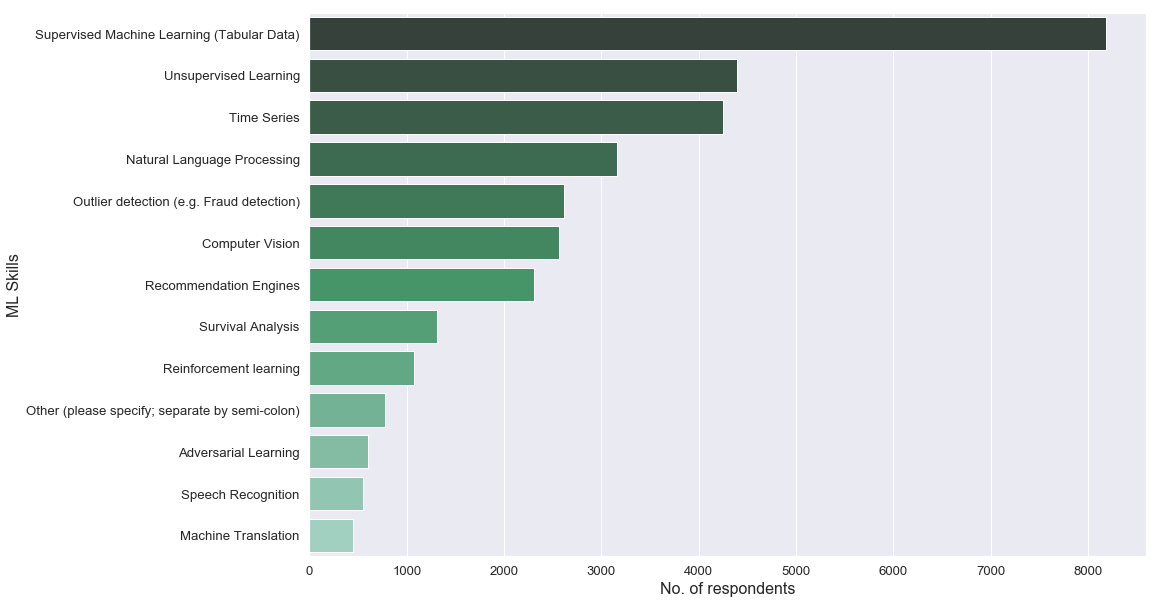 Supervised Machine Learning (Tabular Data)
Unsupervised Learning
Time Series
Natural Language Processing
Outlier detection (e.g. Fraud detection)
Computer Vision
Recommendation Engines
Survival Analysis
Reinforcement learning
Other (please specify; separate by semi-colon)
Adversarial Learning
Speech Recognition
Machine Translation
ML Skills
0 1000 2000 3000 4000 5000 6000 7000 8000
No. of respondents